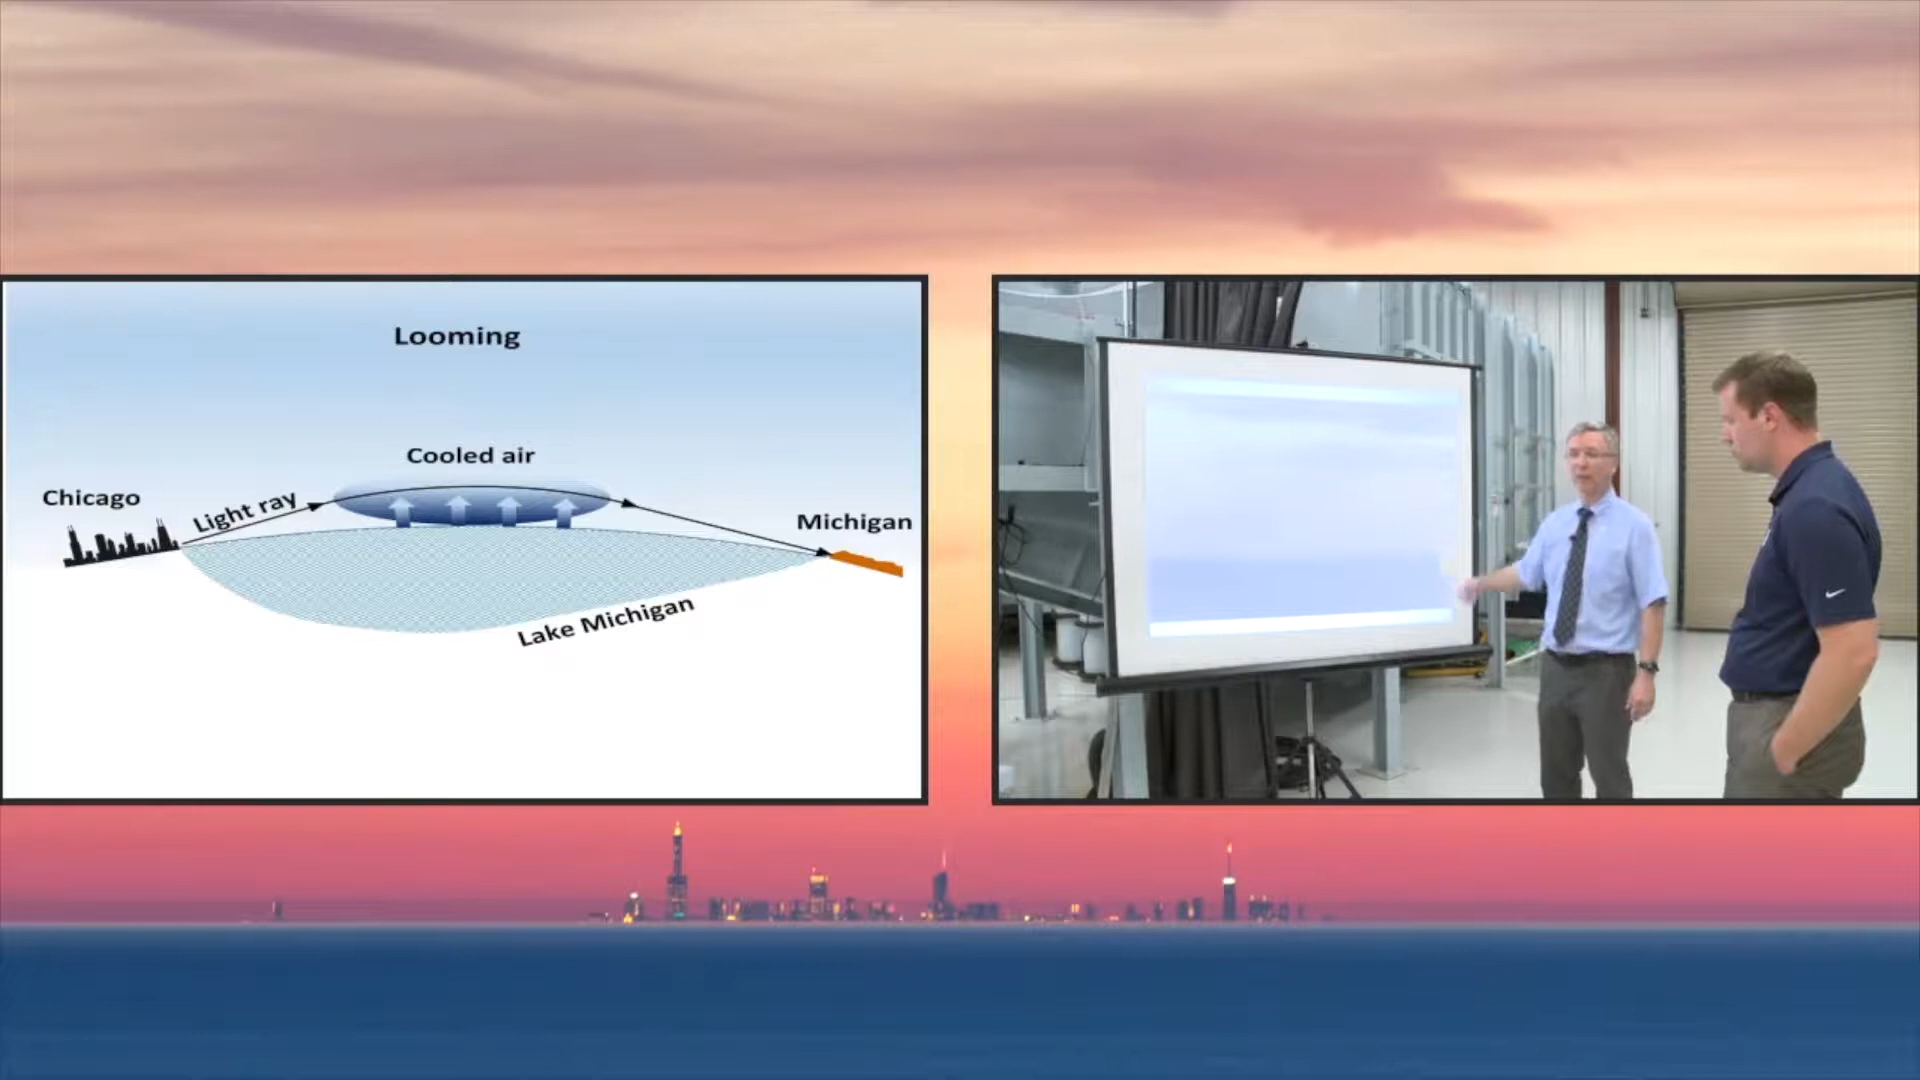 Looming
Cooled air
Chicago
Light ray
Michigan
Lake Michigan